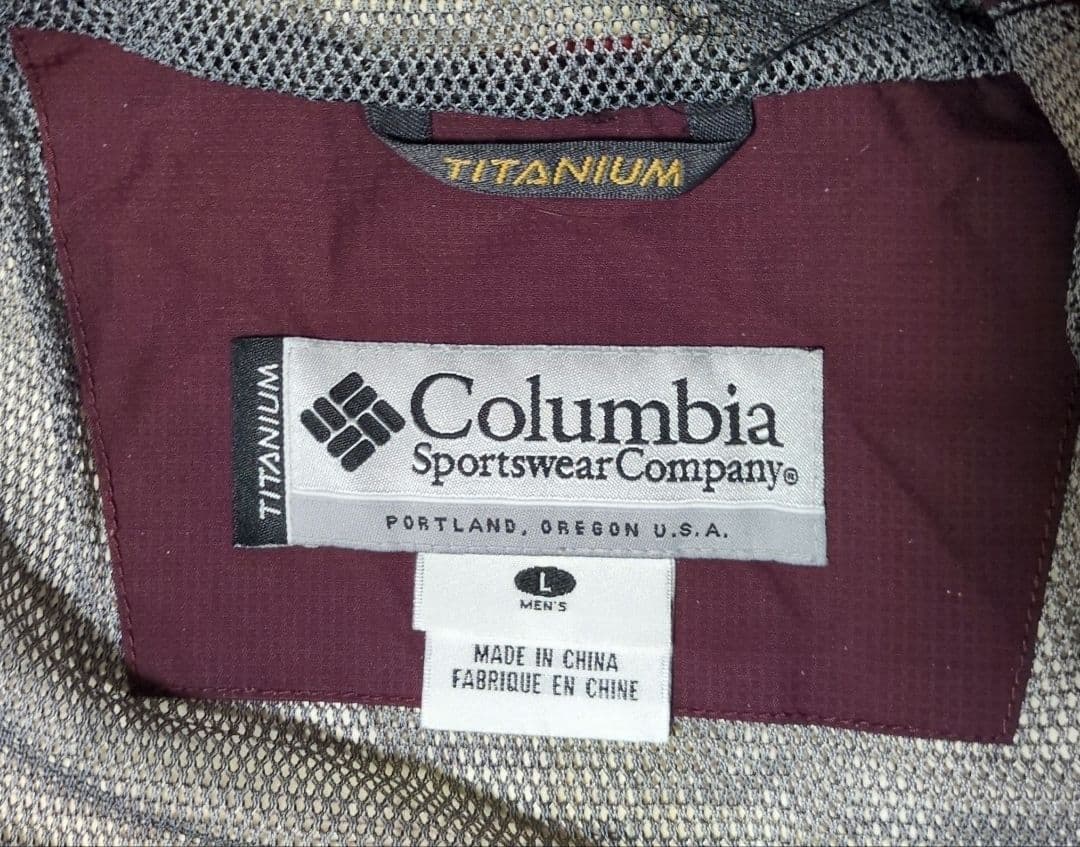 TITANIUM
TITANIUM
Columbia
Sportswear Company®
PORTLAND, OREGON U.S.A.
L
MEN'S
MADE IN CHINA
FABRIQUE EN CHINE